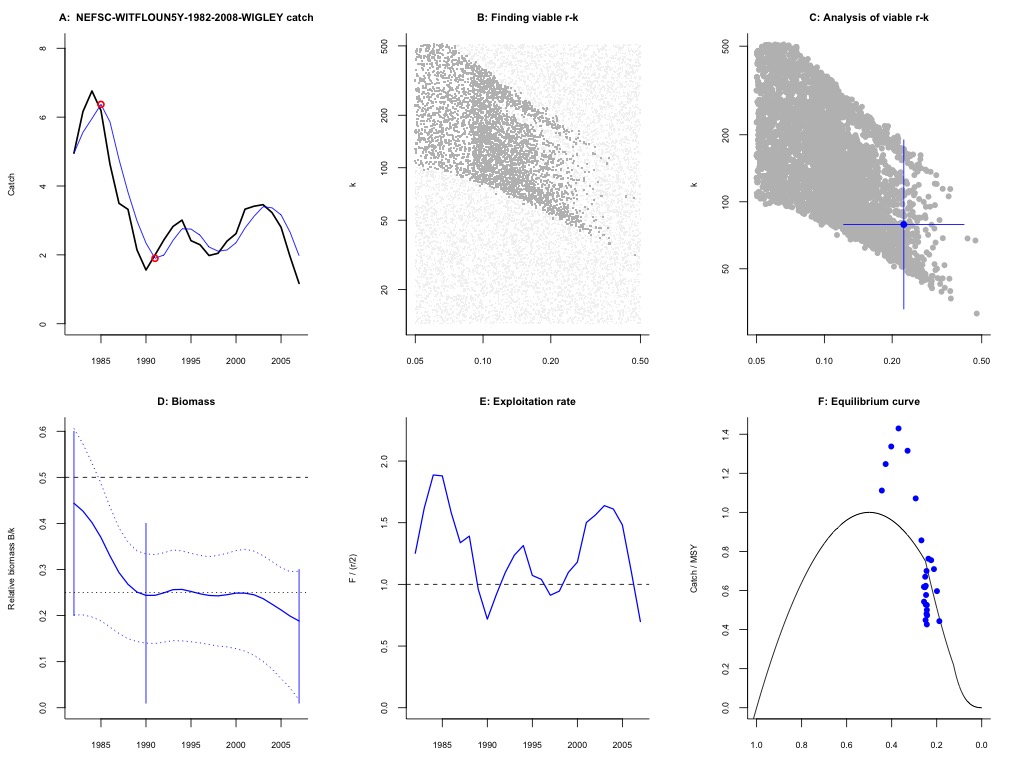 A:  NEFSC-WITFLOUN5Y-1982-2008-WIGLEY catch
Catch
8
6
4
2
0
1985 1990 1995 2000 2005
B: Finding viable r-k
k
500
200
100
50
20
0.05 0.10 0.20 0.50
C: Analysis of viable r-k
k
500
200
100
50
0.05 0.10 0.20 0.50
D: Biomass
Relative biomass B/k
0.6
0.5
0.4
0.3
0.2
0.1
0.0
1985 1990 1995 2000 2005
E: Exploitation rate
F / (r/2)
2.0
1.5
1.0
0.5
0.0
1985 1990 1995 2000 2005
F: Equilibrium curve
Catch / MSY
1.4
1.2
1.0
0.8
0.6
0.4
0.2
0.0
1.0 0.8 0.6 0.4 0.2 0.0